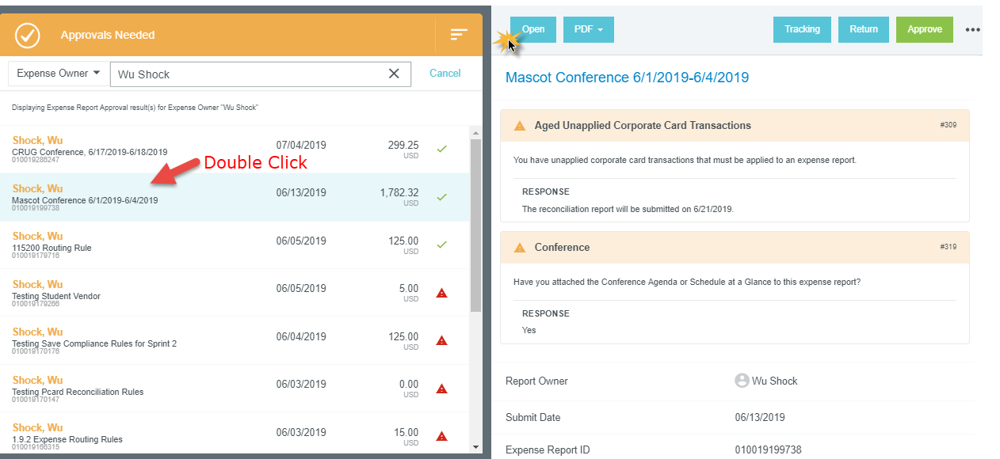 Approvals Needed
Expense Owner
Wu Shock
Cancel
Displaying Expense Report Approval result(s) for Expense Owner "Wu Shock"
Shock, Wu
07/04/2019
299.25
CRUG Conference, 6/17/2019-6/18/2019
USD
010019286247
Double Click
Shock, Wu
06/13/2019
1,782.32
Mascot Conference 6/1/2019-6/4/2019
USD
010019199738
Shock, Wu
06/05/2019
125.00
115200 Routing Rule
USD
010019179716
Shock, Wu
06/05/2019
5.00
Testing Student Vendor
USD
010019179266
Shock, Wu
06/04/2019
125.00
Testing Save Compliance Rules for Sprint 2
USD
010019170176
Shock, Wu
06/03/2019
0.00
Testing Pcard Reconciliation Rules
USD
010019170147
Shock, Wu
06/03/2019
15.00
1.9.2 Expense Routing Rules
USD
010019166315
Open
PDF
Tracking
Return
Approve
Mascot Conference 6/1/2019-6/4/2019
Aged Unapplied Corporate Card Transactions
#309
You have unapplied corporate card transactions that must be applied to an expense report.
RESPONSE
The reconciliation report will be submitted on 6/21/2019.
Conference
#319
Have you attached the Conference Agenda or Schedule at a Glance to this expense report?
RESPONSE
Yes
Report Owner
Wu Shock
Submit Date
06/13/2019
Expense Report ID
010019199738